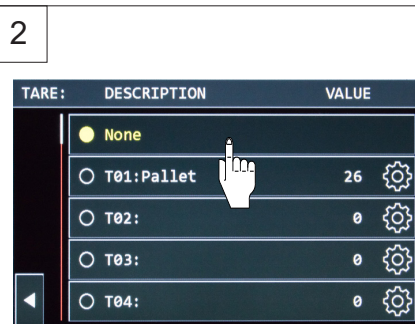 2
TARE: DESCRIPTION VALUE
None
T01:Pallet 26
T02: 0
T03: 0
T04: 0